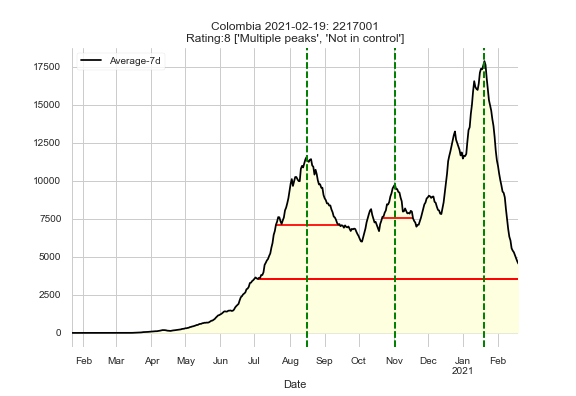 Colombia 2021-02-19: 2217001
Rating:8 ['Multiple peaks', 'Not in control']
Average-7d
17500
15000
12500
10000
7500
5000
2500
0
Feb Mar Apr May Jun Jul Aug Sep Oct Nov Dec Jan Feb
2021
Date